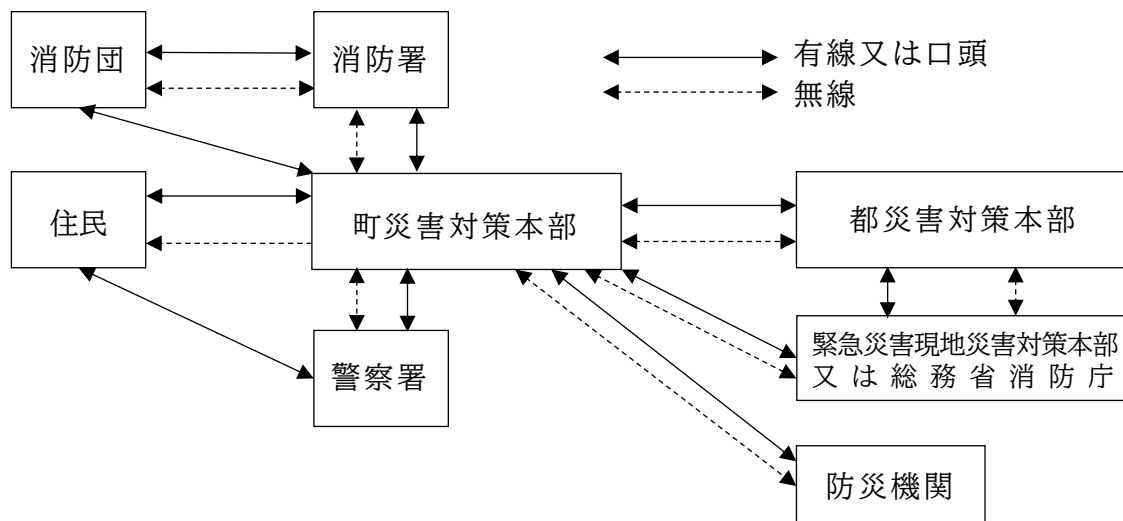 消防団
消防署
有線又は口頭
無線
住民
町災害対策本部
都災害対策本部
警察署
緊急災害現地災害対策本部
又は総務省消防庁
防災機関